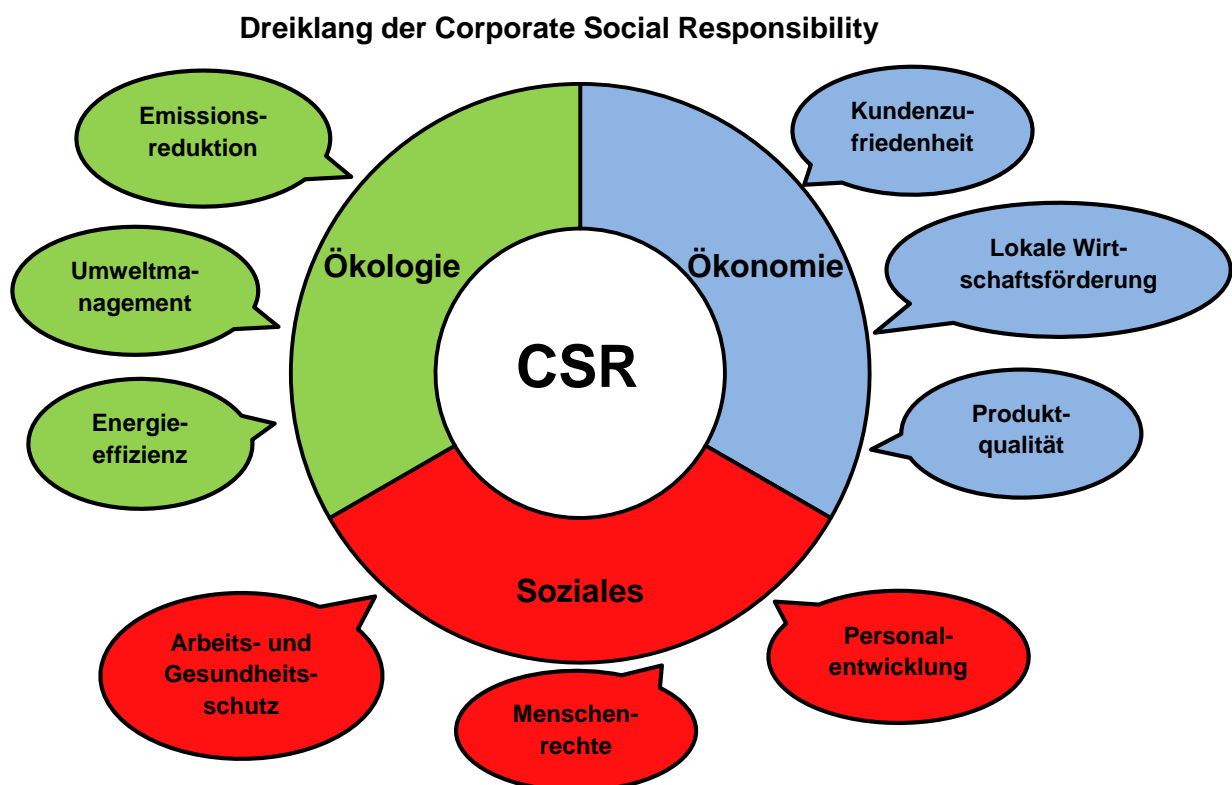 Dreiklang der Corporate Social Responsibility
Emissions-
reduktion
Kundenzu-
friedenheit
Umweltma-
nagement
Ökologie
Ökonomie
Lokale Wirt-
schaftsförderung
CSR
Energie-
effizienz
Produkt-
qualität
Soziales
Arbeits- und
Gesundheits-
schutz
Menschen-
rechte
Personal-
entwicklung